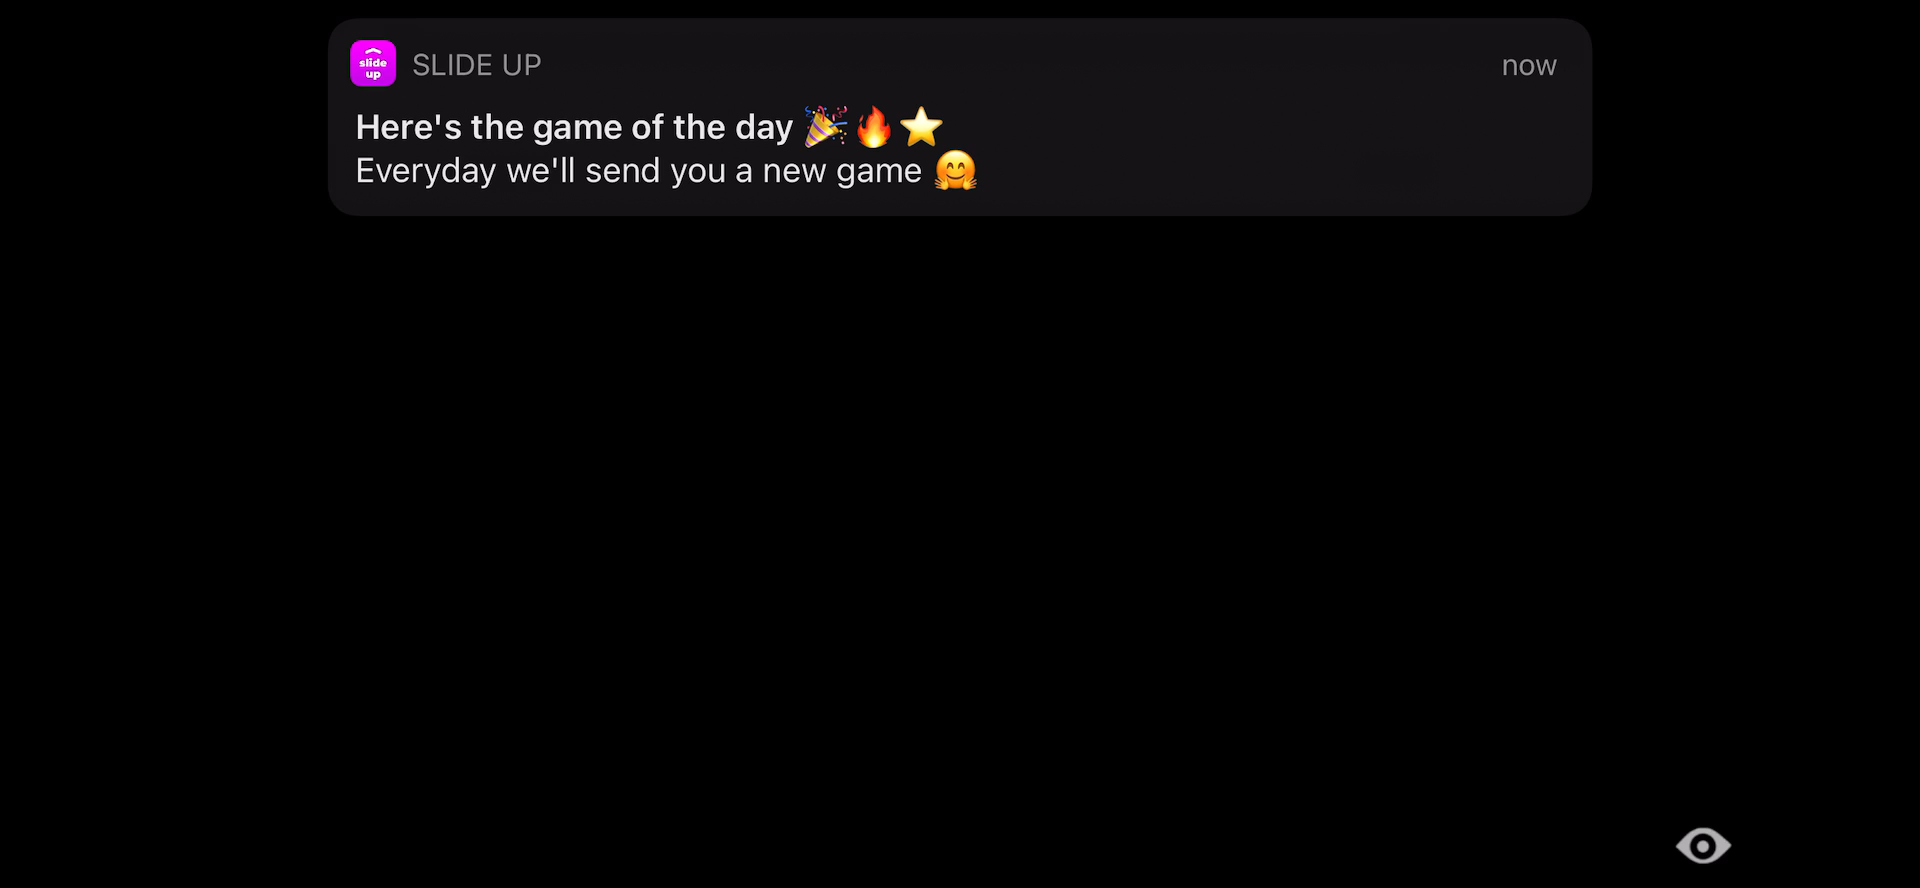 slide
up
SLIDE UP
now
Here's the game of the day 🎉🔥⭐
Everyday we'll send you a new game 🤗